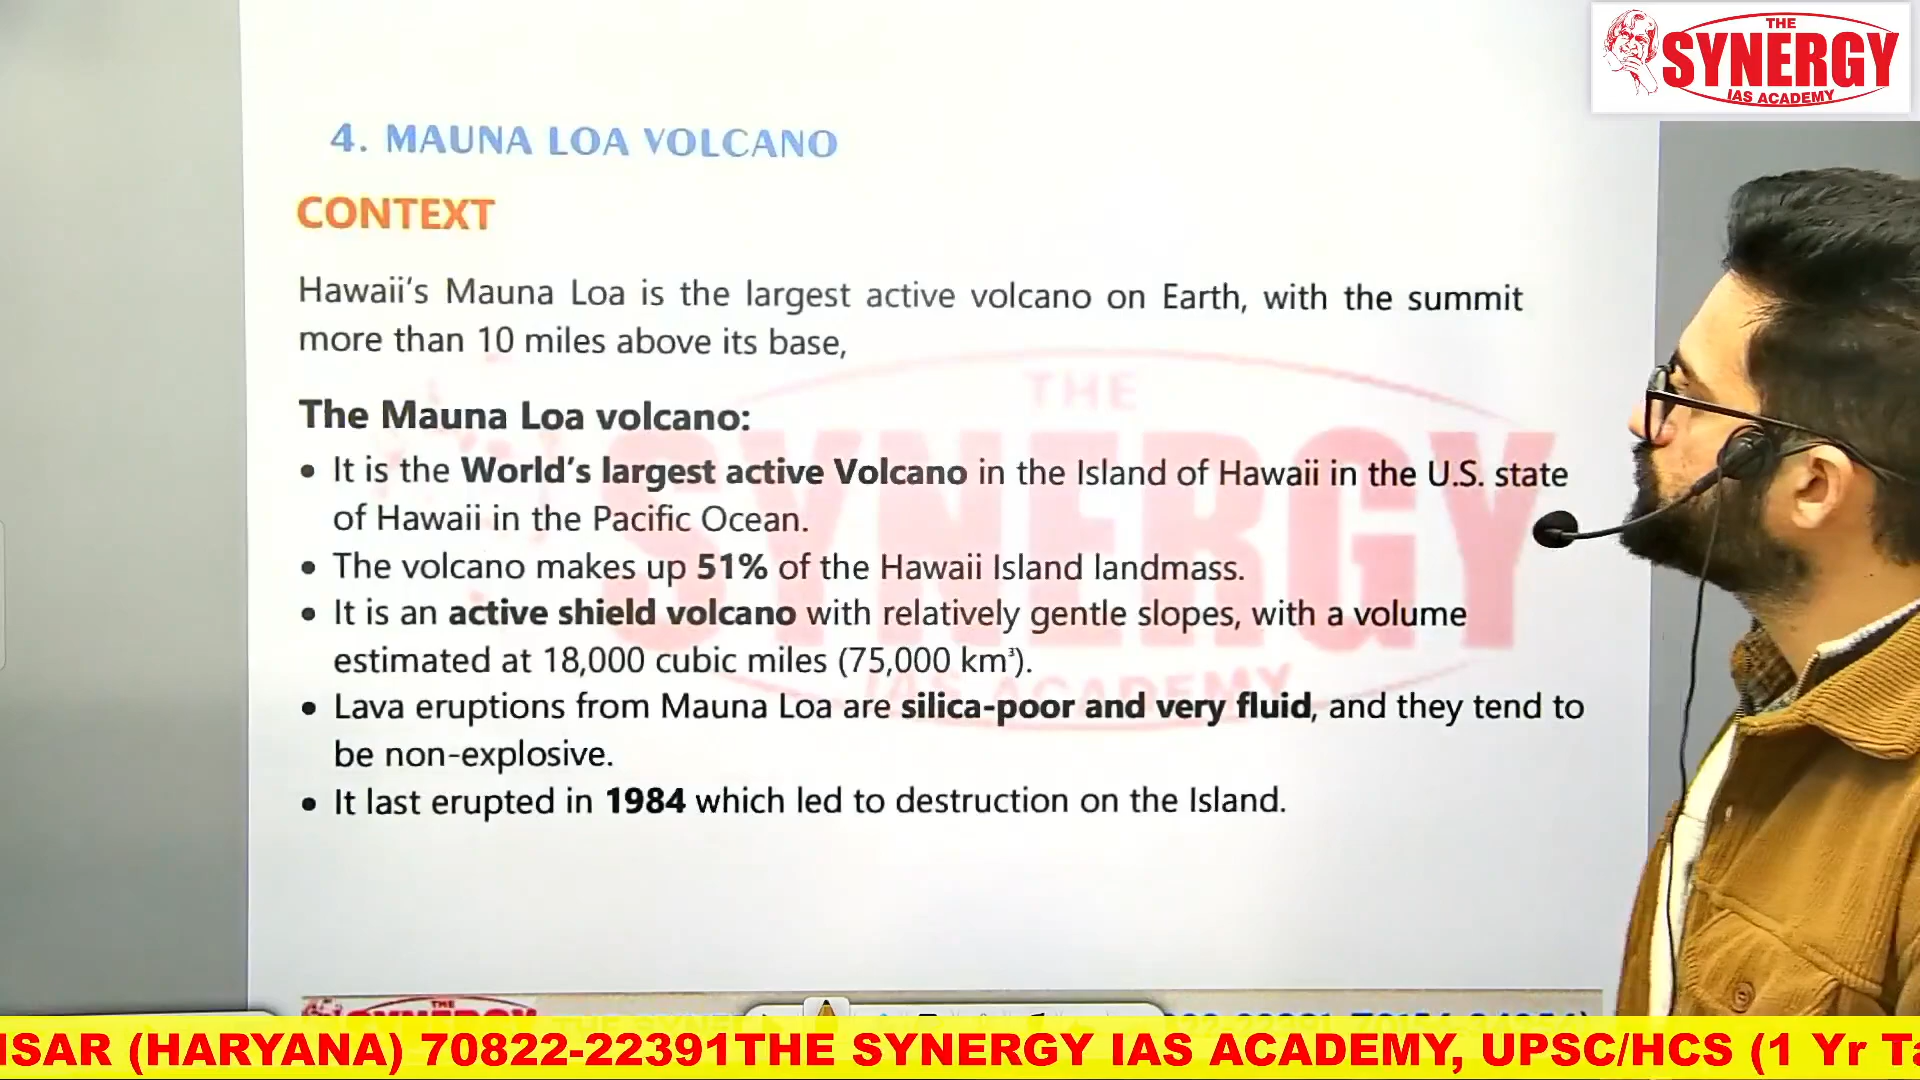 THE
SYNERGY
IAS ACADEMY
4. MAUNA LOA VOLCANO
CONTEXT
Hawaii's Mauna Loa is the largest active volcano on Earth, with the summit
more than 10 miles above its base,
THE
SYNERGY
IAS ACADEMY
The Mauna Loa volcano:
• It is the World's largest active Volcano in the Island of Hawaii in the U.S. state
of Hawaii in the Pacific Ocean.
• The volcano makes up 51% of the Hawaii Island landmass.
• It is an active shield volcano with relatively gentle slopes, with a volume
estimated at 18,000 cubic miles (75,000 km³).
• Lava eruptions from Mauna Loa are silica-poor and very fluid, and they tend to
be non-explosive.
• It last erupted in 1984 which led to destruction on the Island.
THE
ISAR (HARYANA) 70822-22391THE SYNERGY IAS ACADEMY, UPSC/HCS (1 Yr Ta